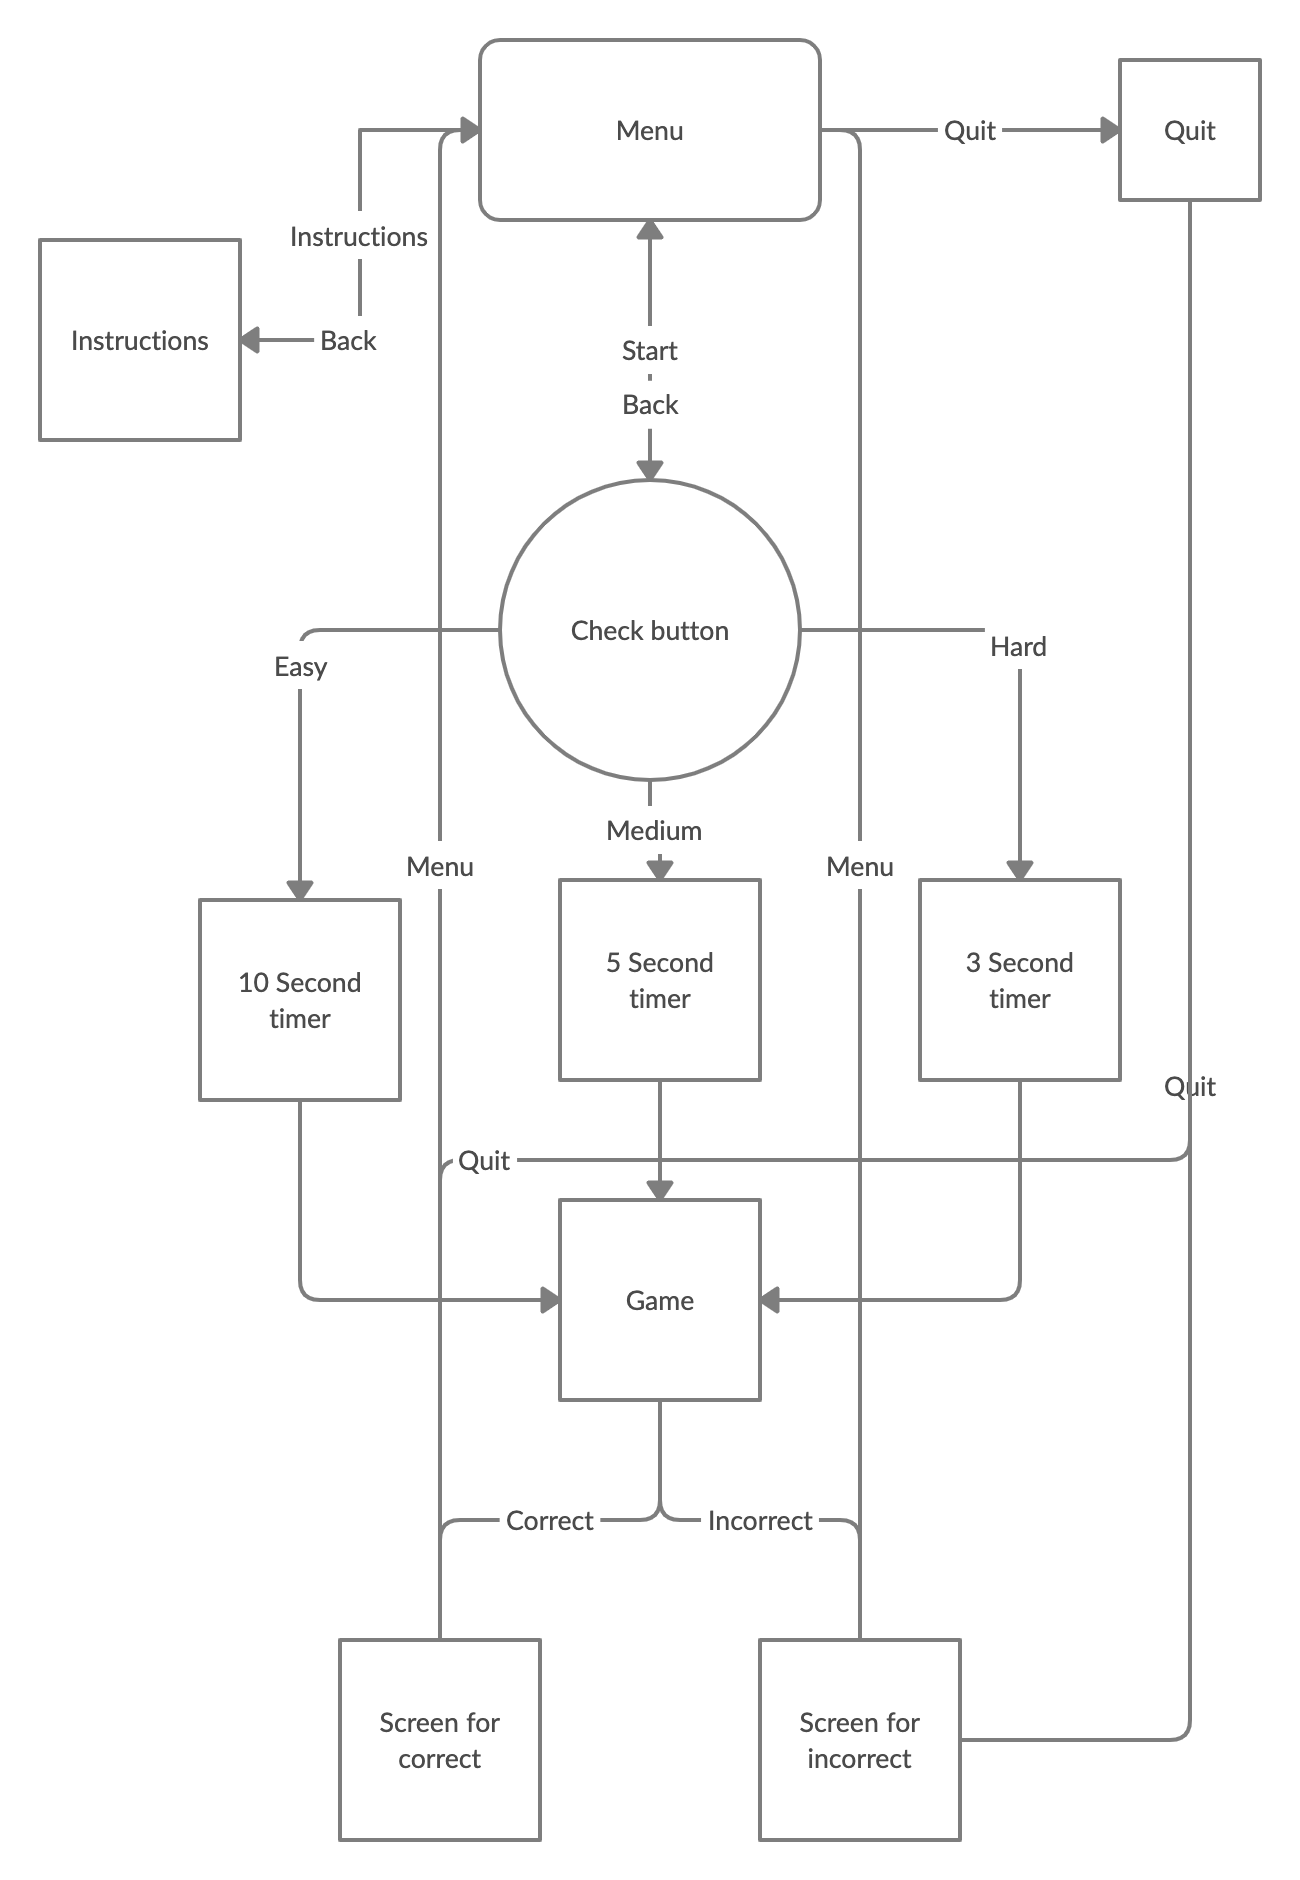 Menu
Quit
Quit
Instructions
Instructions
Back
Start
Back
Check button
Easy
Hard
Medium
Menu
Menu
10 Second
timer
5 Second
timer
3 Second
timer
Quit
Quit
Game
Correct
Incorrect
Screen for
correct
Screen for
incorrect